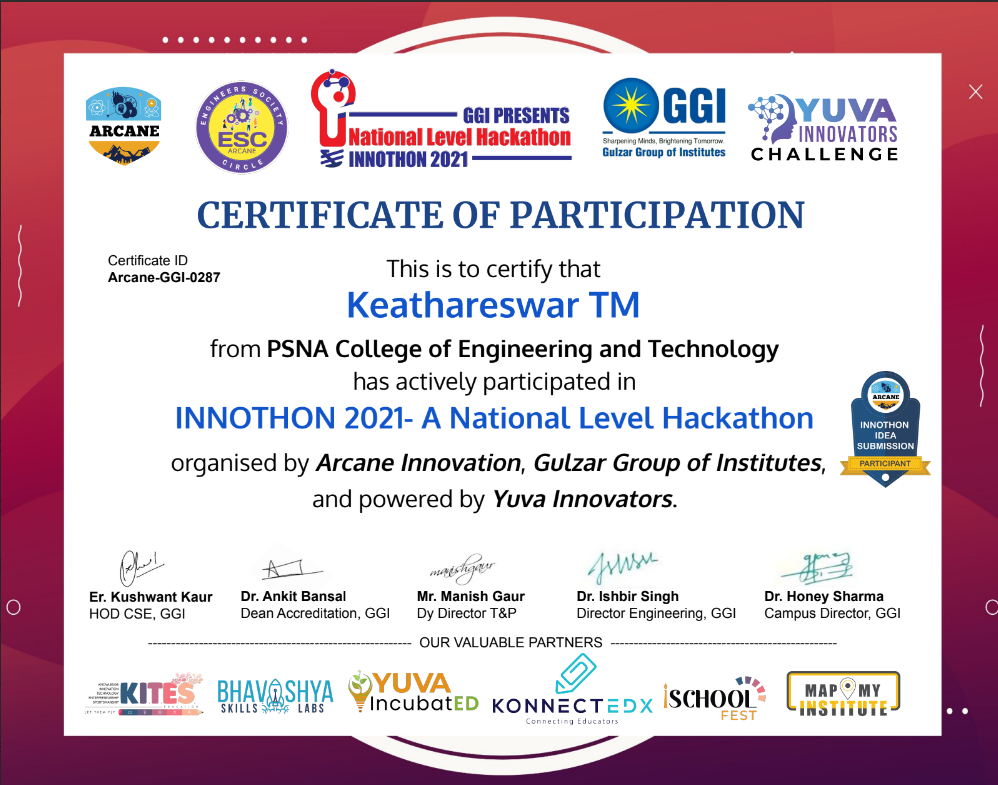 ARCANE
ENGINEERS SOCIETY
ESC
ARCANE
CIRCLE
GGI PRESENTS
National Level Hackathon
INNOTHON 2021
GGI
Sharpening Minds, Brightening Tomorrow.
Gulzar Group of Institutes
YUVA
INNOVATORS
CHALLENGE
CERTIFICATE OF PARTICIPATION
Certificate ID
Arcane-GGI-0287
This is to certify that
Keathareswar TM
from PSNA College of Engineering and Technology
has actively participated in
INNOTHON 2021- A National Level Hackathon
organised by Arcane Innovation, Gulzar Group of Institutes,
and powered by Yuva Innovators.
ARCANE
INNOTHON
IDEA
SUBMISSION
PARTICIPANT
manishgaur
Er. Kushwant Kaur
HOD CSE, GGI
Dr. Ankit Bansal
Dean Accreditation, GGI
Mr. Manish Gaur
Dy Director T&P
Dr. Ishbir Singh
Director Engineering, GGI
Dr. Honey Sharma
Campus Director, GGI
OUR VALUABLE PARTNERS
KITES
BHAVISHYA
SKILLS LABS
YUVA
IncubatED
KONNECTEDX
Connecting Educators
iSCHOOL
FEST
MAP MY
INSTITUTE